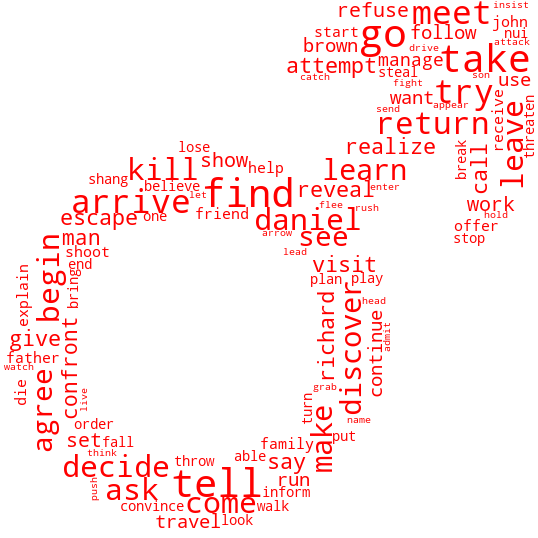 insist
refuse
meet
john
start
go
follow
nui
brown
drive
attack
attempt
manage
take
catch
steal
son
fight
use
want
try
appear
receive
threaten
send
return
leave
lose
show
realize
break
call
kill
help
learn
shang
believe
find
reveal
enter
let
arrive
work
flee
rush
hold
escape
one
friend
daniel
offer
man
arrow
see
stop
shoot
lead
begin
end
visit
bring
plan
play
explain
discover
head
richard
give
confront
continue
admit
father
watch
agree
die
live
grab
turn
make
name
order
set
fall
family
put
think
able
say
decide
throw
push
ask
tell
run
come
inform
convince
walk
travel
look